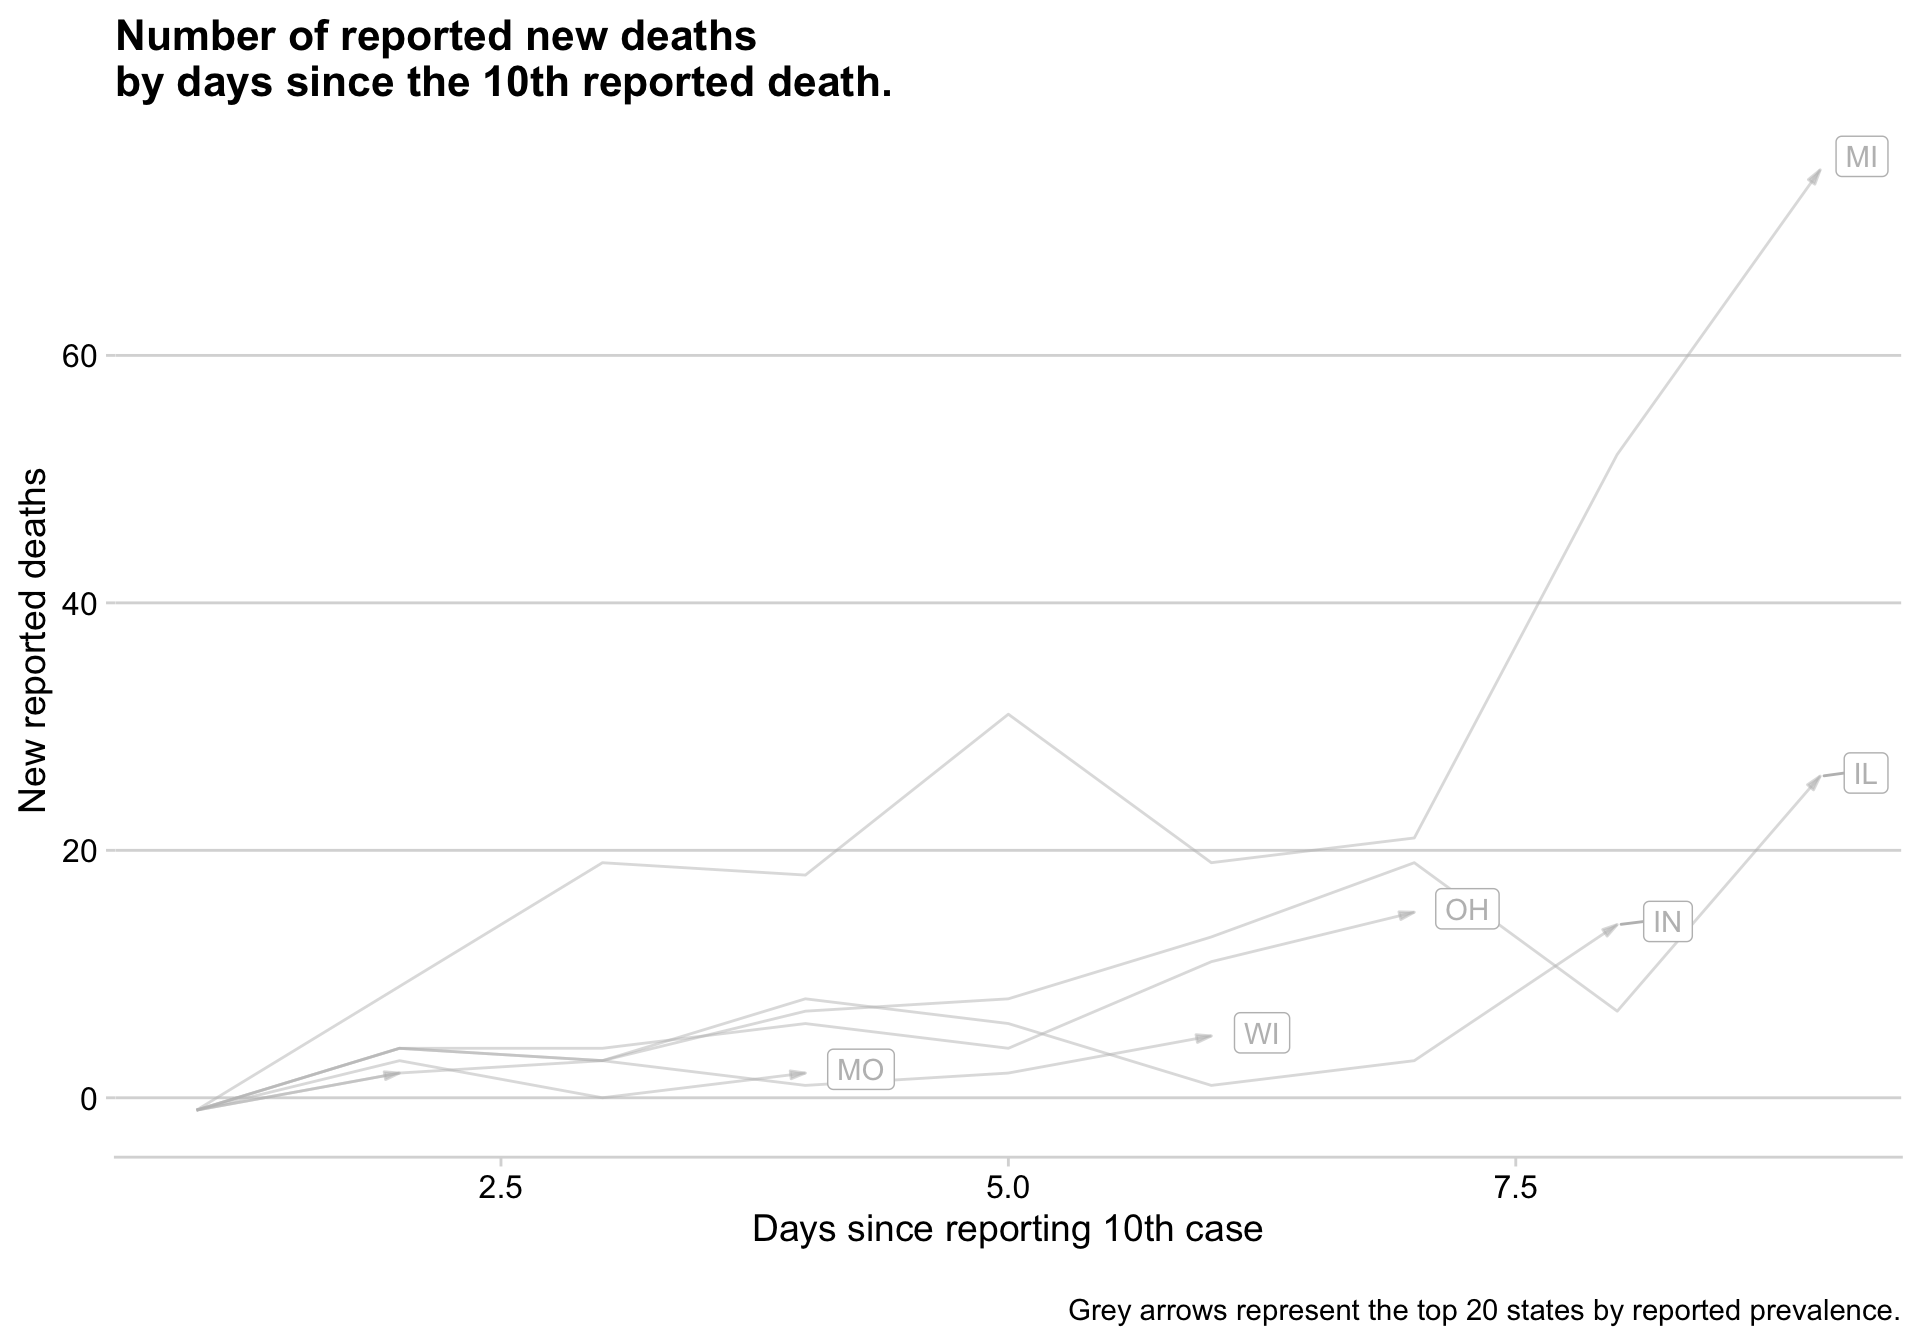 Number of reported new deaths
by days since the 10th reported death.
MI
60
New reported deaths
40
IL
20
OH
IN
WI
MO
0
2.5 5.0 7.5
Days since reporting 10th case
Grey arrows represent the top 20 states by reported prevalence.